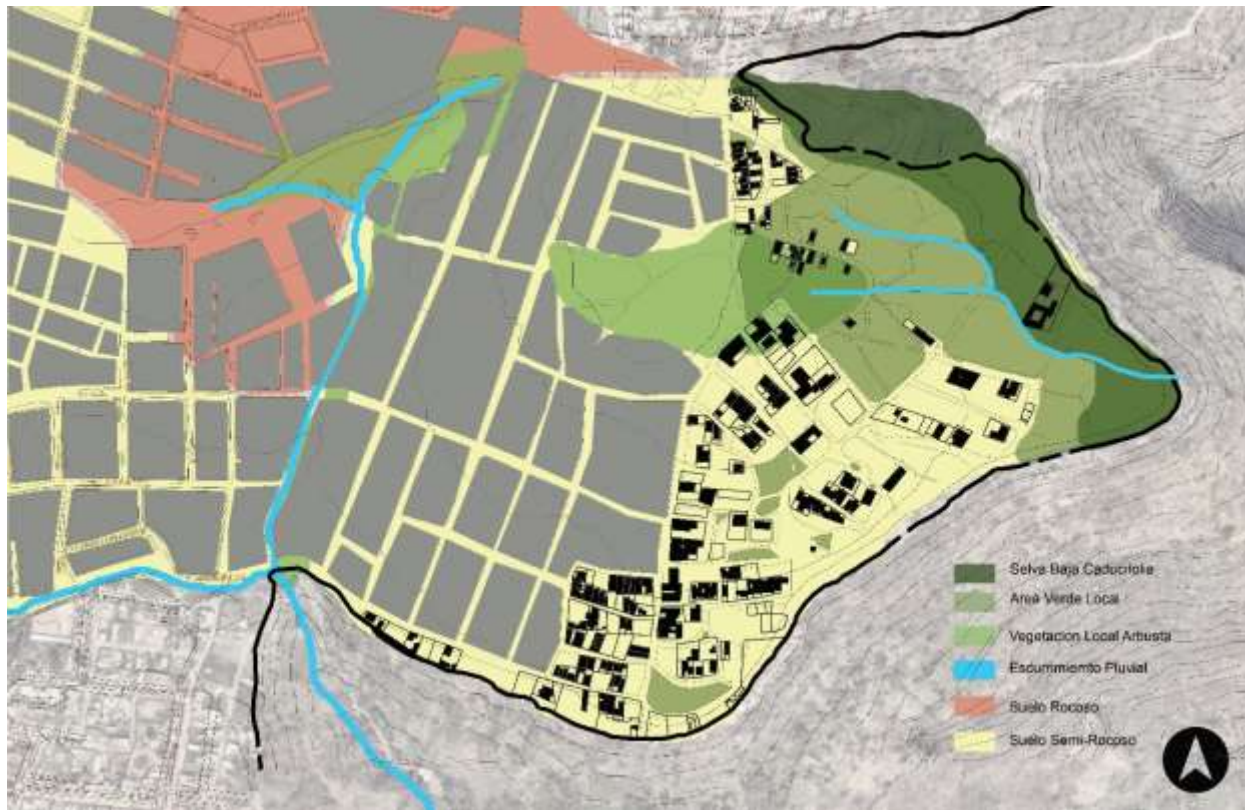 Selva Baja Caducifolia
Area Verde Local
Vegetacion Local Arbusta
Escurrimiento Pluvial
Suelo Rocoso
Suelo Semi-Rocoso